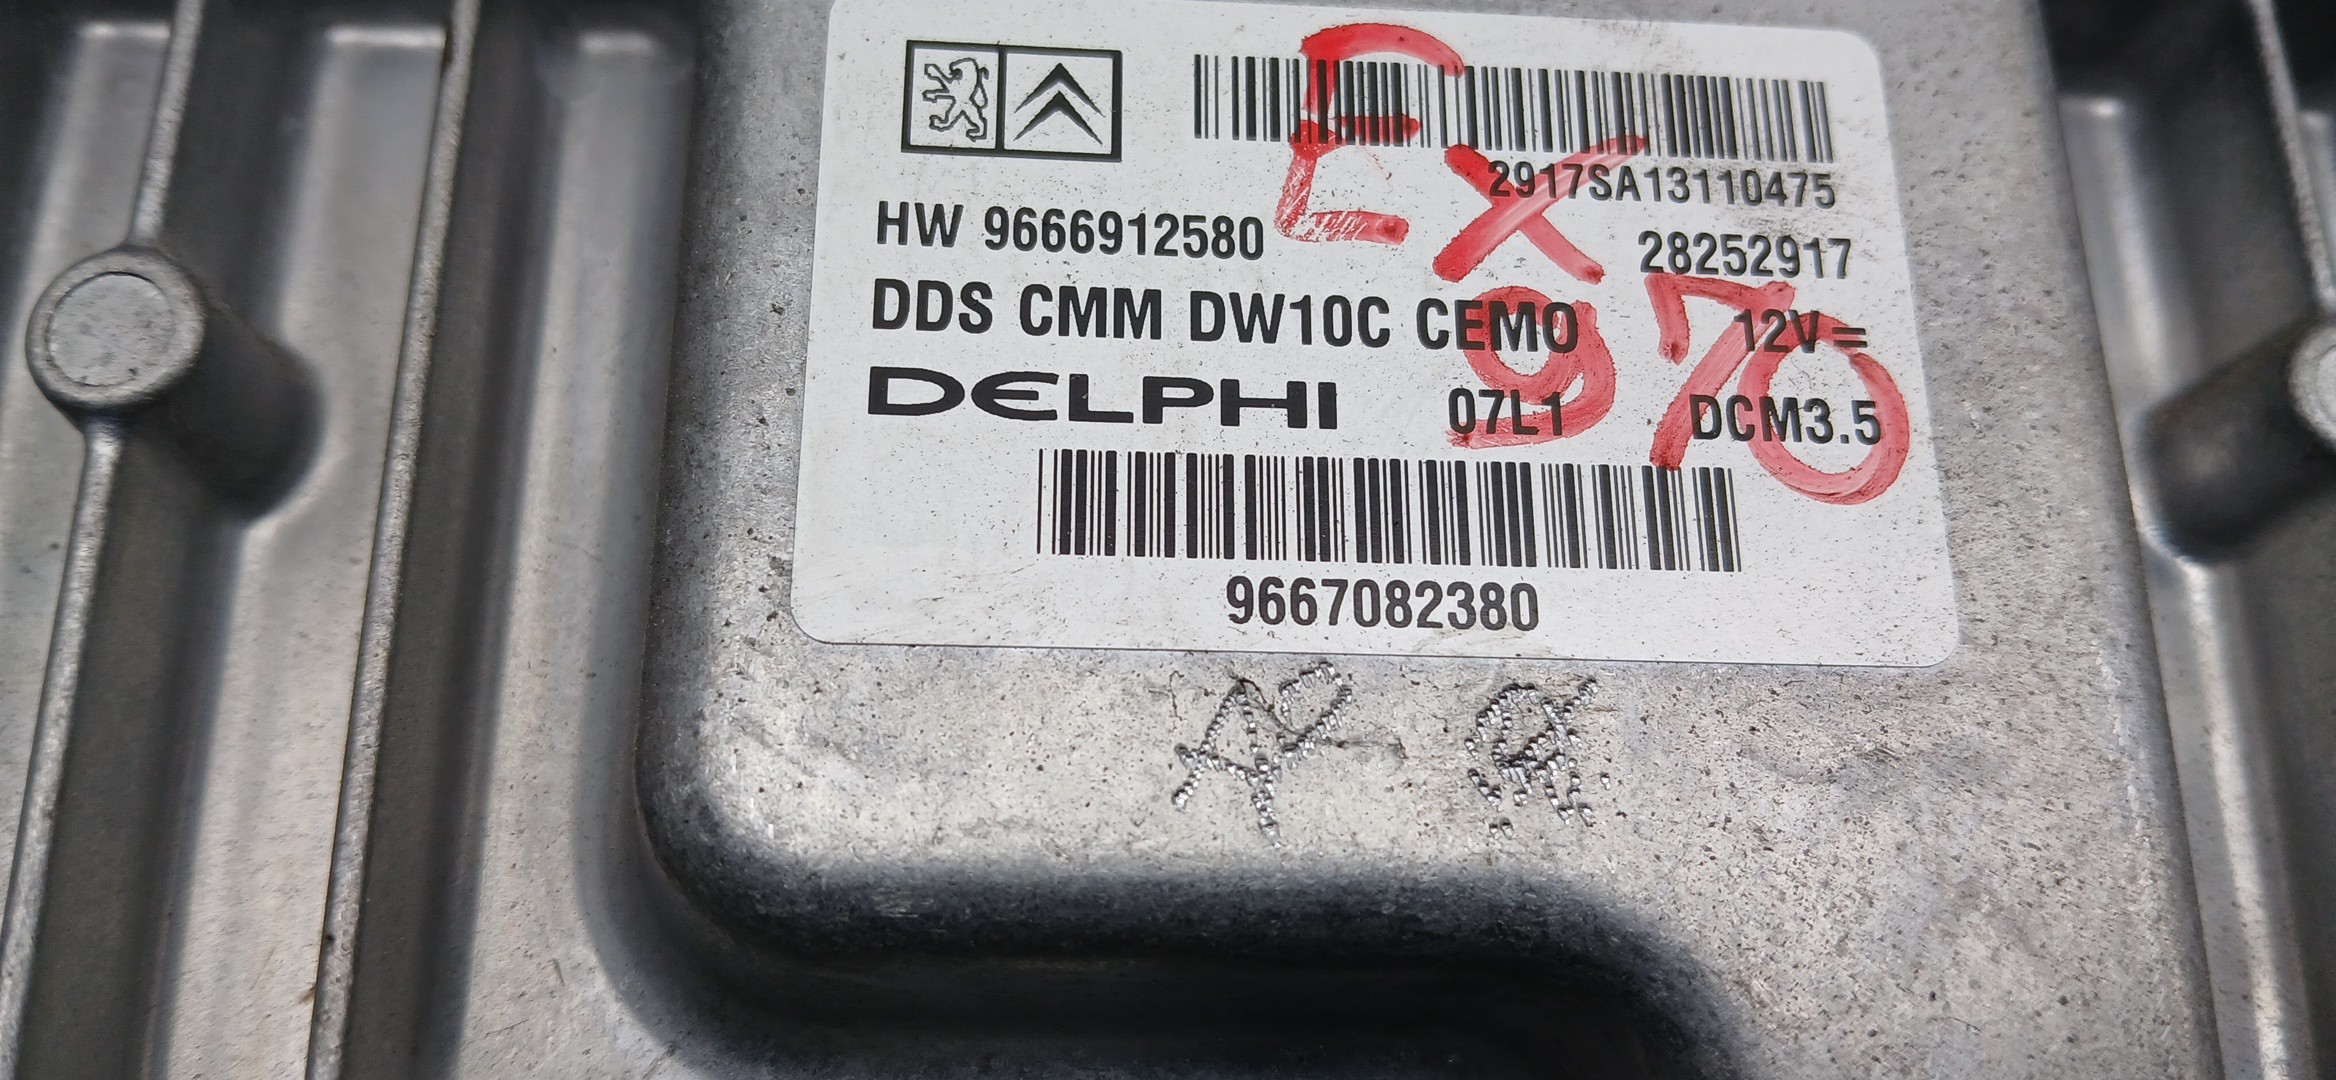 2917SA13110475
HW 9666912580
28252917
DDS CMM DW10C CEMO
12V =
DELPHI 07L1 DCM3.5
9667082380
EX
970